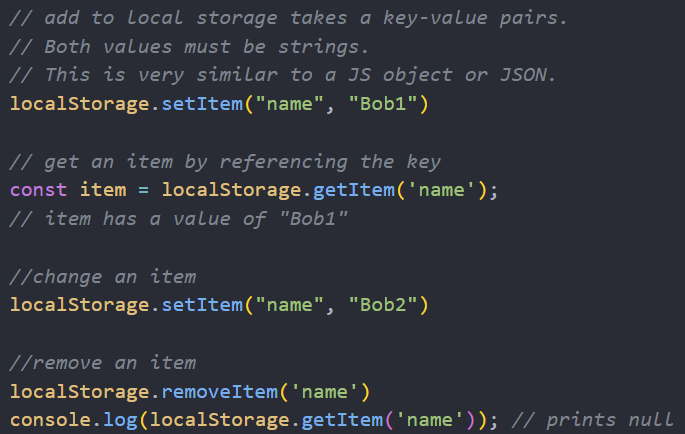 // add to local storage takes a key-value pairs.
// Both values must be strings.
// This is very similar to a JS object or JSON.
localStorage.setItem("name", "Bob1")
// get an item by referencing the key
const item = localStorage.getItem('name');
// item has a value of "Bob1"
//change an item
localStorage.setItem("name", "Bob2")
//remove an item
localStorage.removeItem('name')
console.log(localStorage.getItem('name')); // prints null